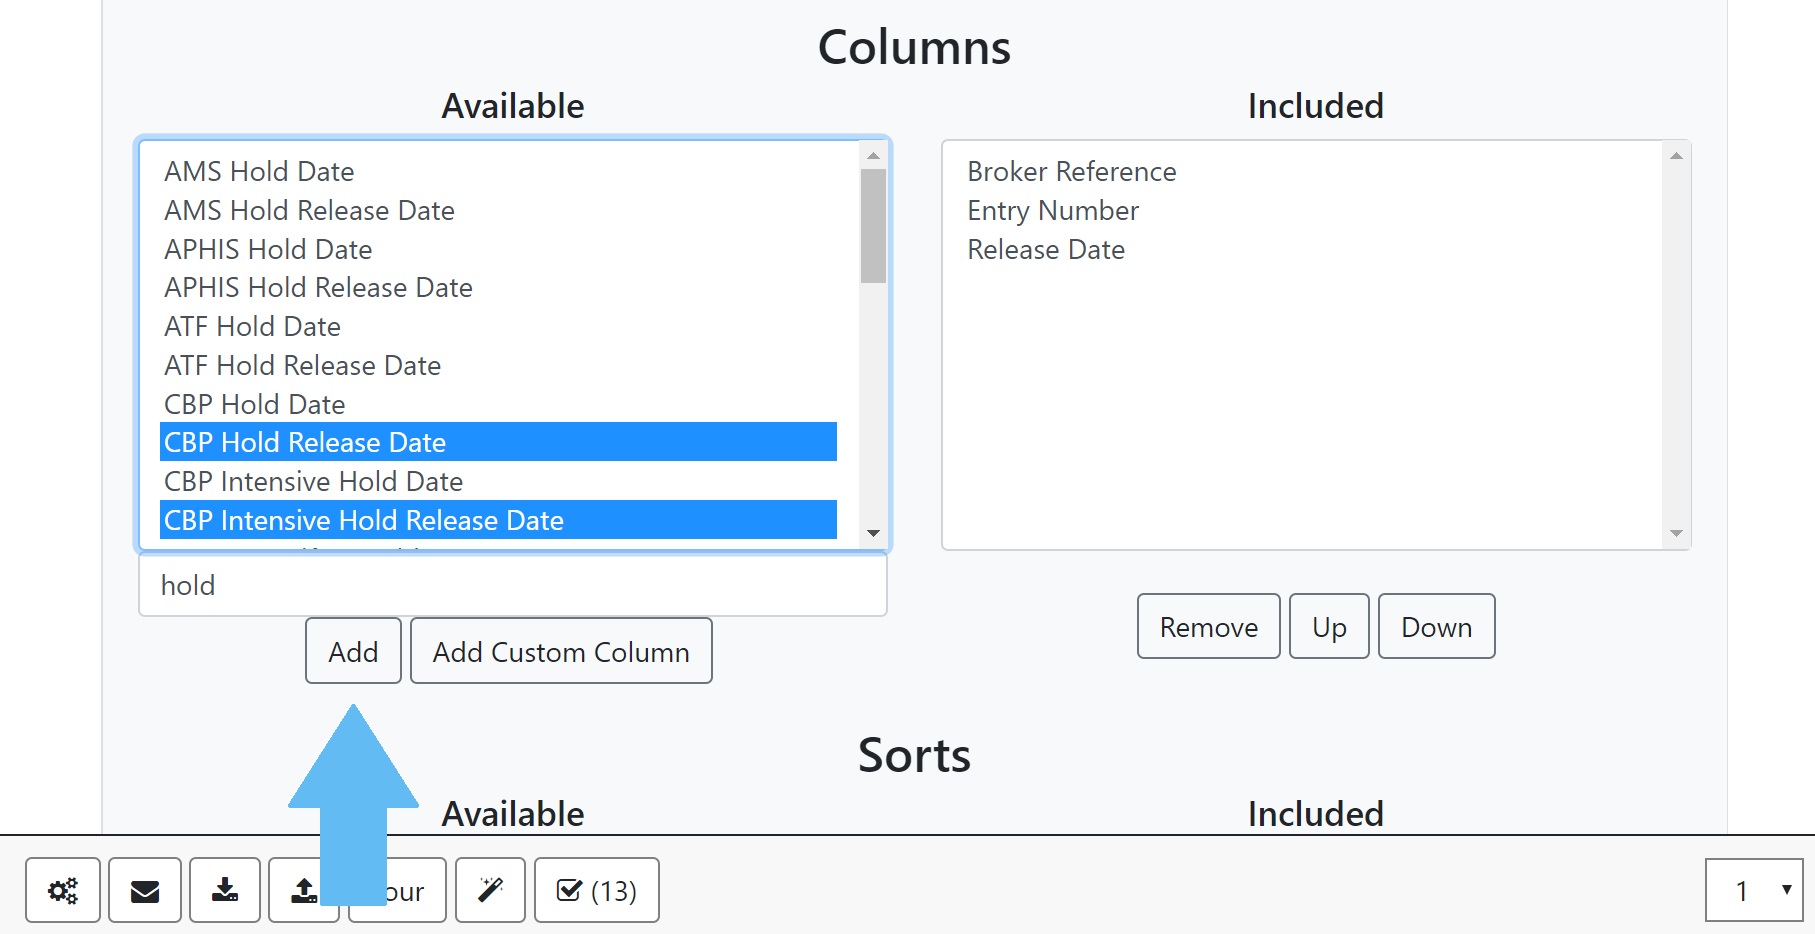 Columns
Available
AMS Hold Date
AMS Hold Release Date
APHIS Hold Date
APHIS Hold Release Date
ATF Hold Date
ATF Hold Release Date
CBP Hold Date
CBP Hold Release Date
CBP Intensive Hold Date
CBP Intensive Hold Release Date
hold
Add Add Custom Column
Included
Broker Reference
Entry Number
Release Date
Remove Up Down
Sorts
Available Included
(13) 1